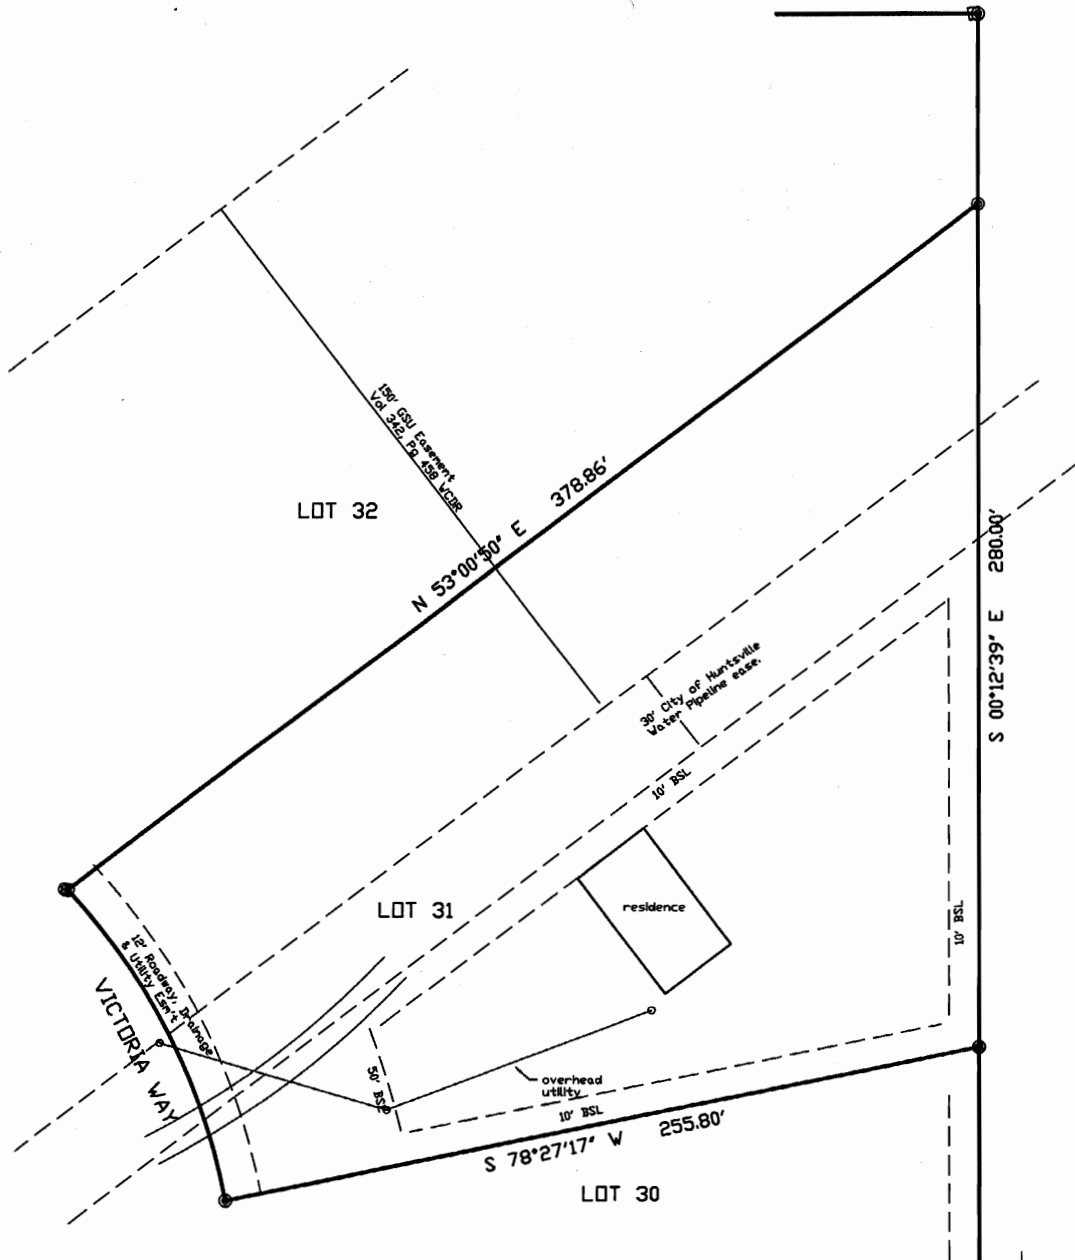 150' GSU Easement
Vol 342, Pg 458 WCDR
LOT 32
N 53°00'50" E 378.86'
S 00°12'39" E 280.00'
30' City of Huntsville
Water Pipeline ease.
10' BSL
residence
LOT 31
10' BSL
12' Roadway, Drainage
& Utility Esm't
VICTORIA WAY
50' BSL
overhead
utility
10' BSL
S 78°27'17" W 255.80'
LOT 30